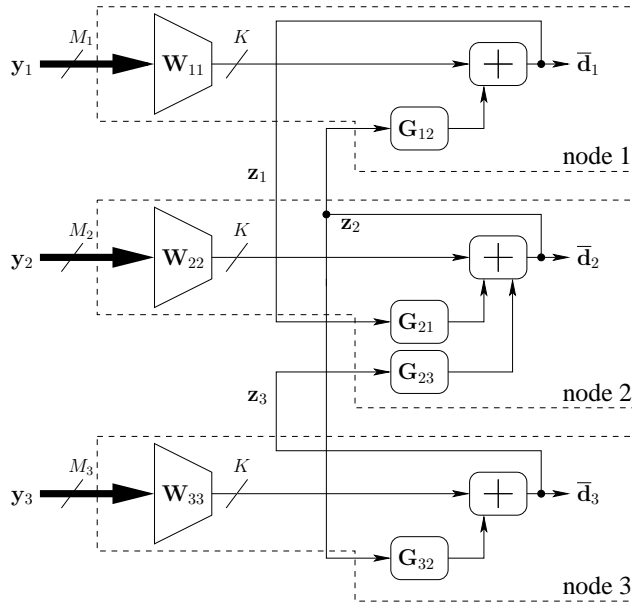 M₁
K
y₁
W₁₁
+
d̅₁
G₁₂
node 1
z₁
z₂
M₂
K
y₂
W₂₂
+
d̅₂
G₂₁
G₂₃
z₃
node 2
M₃
K
y₃
W₃₃
+
d̅₃
G₃₂
node 3